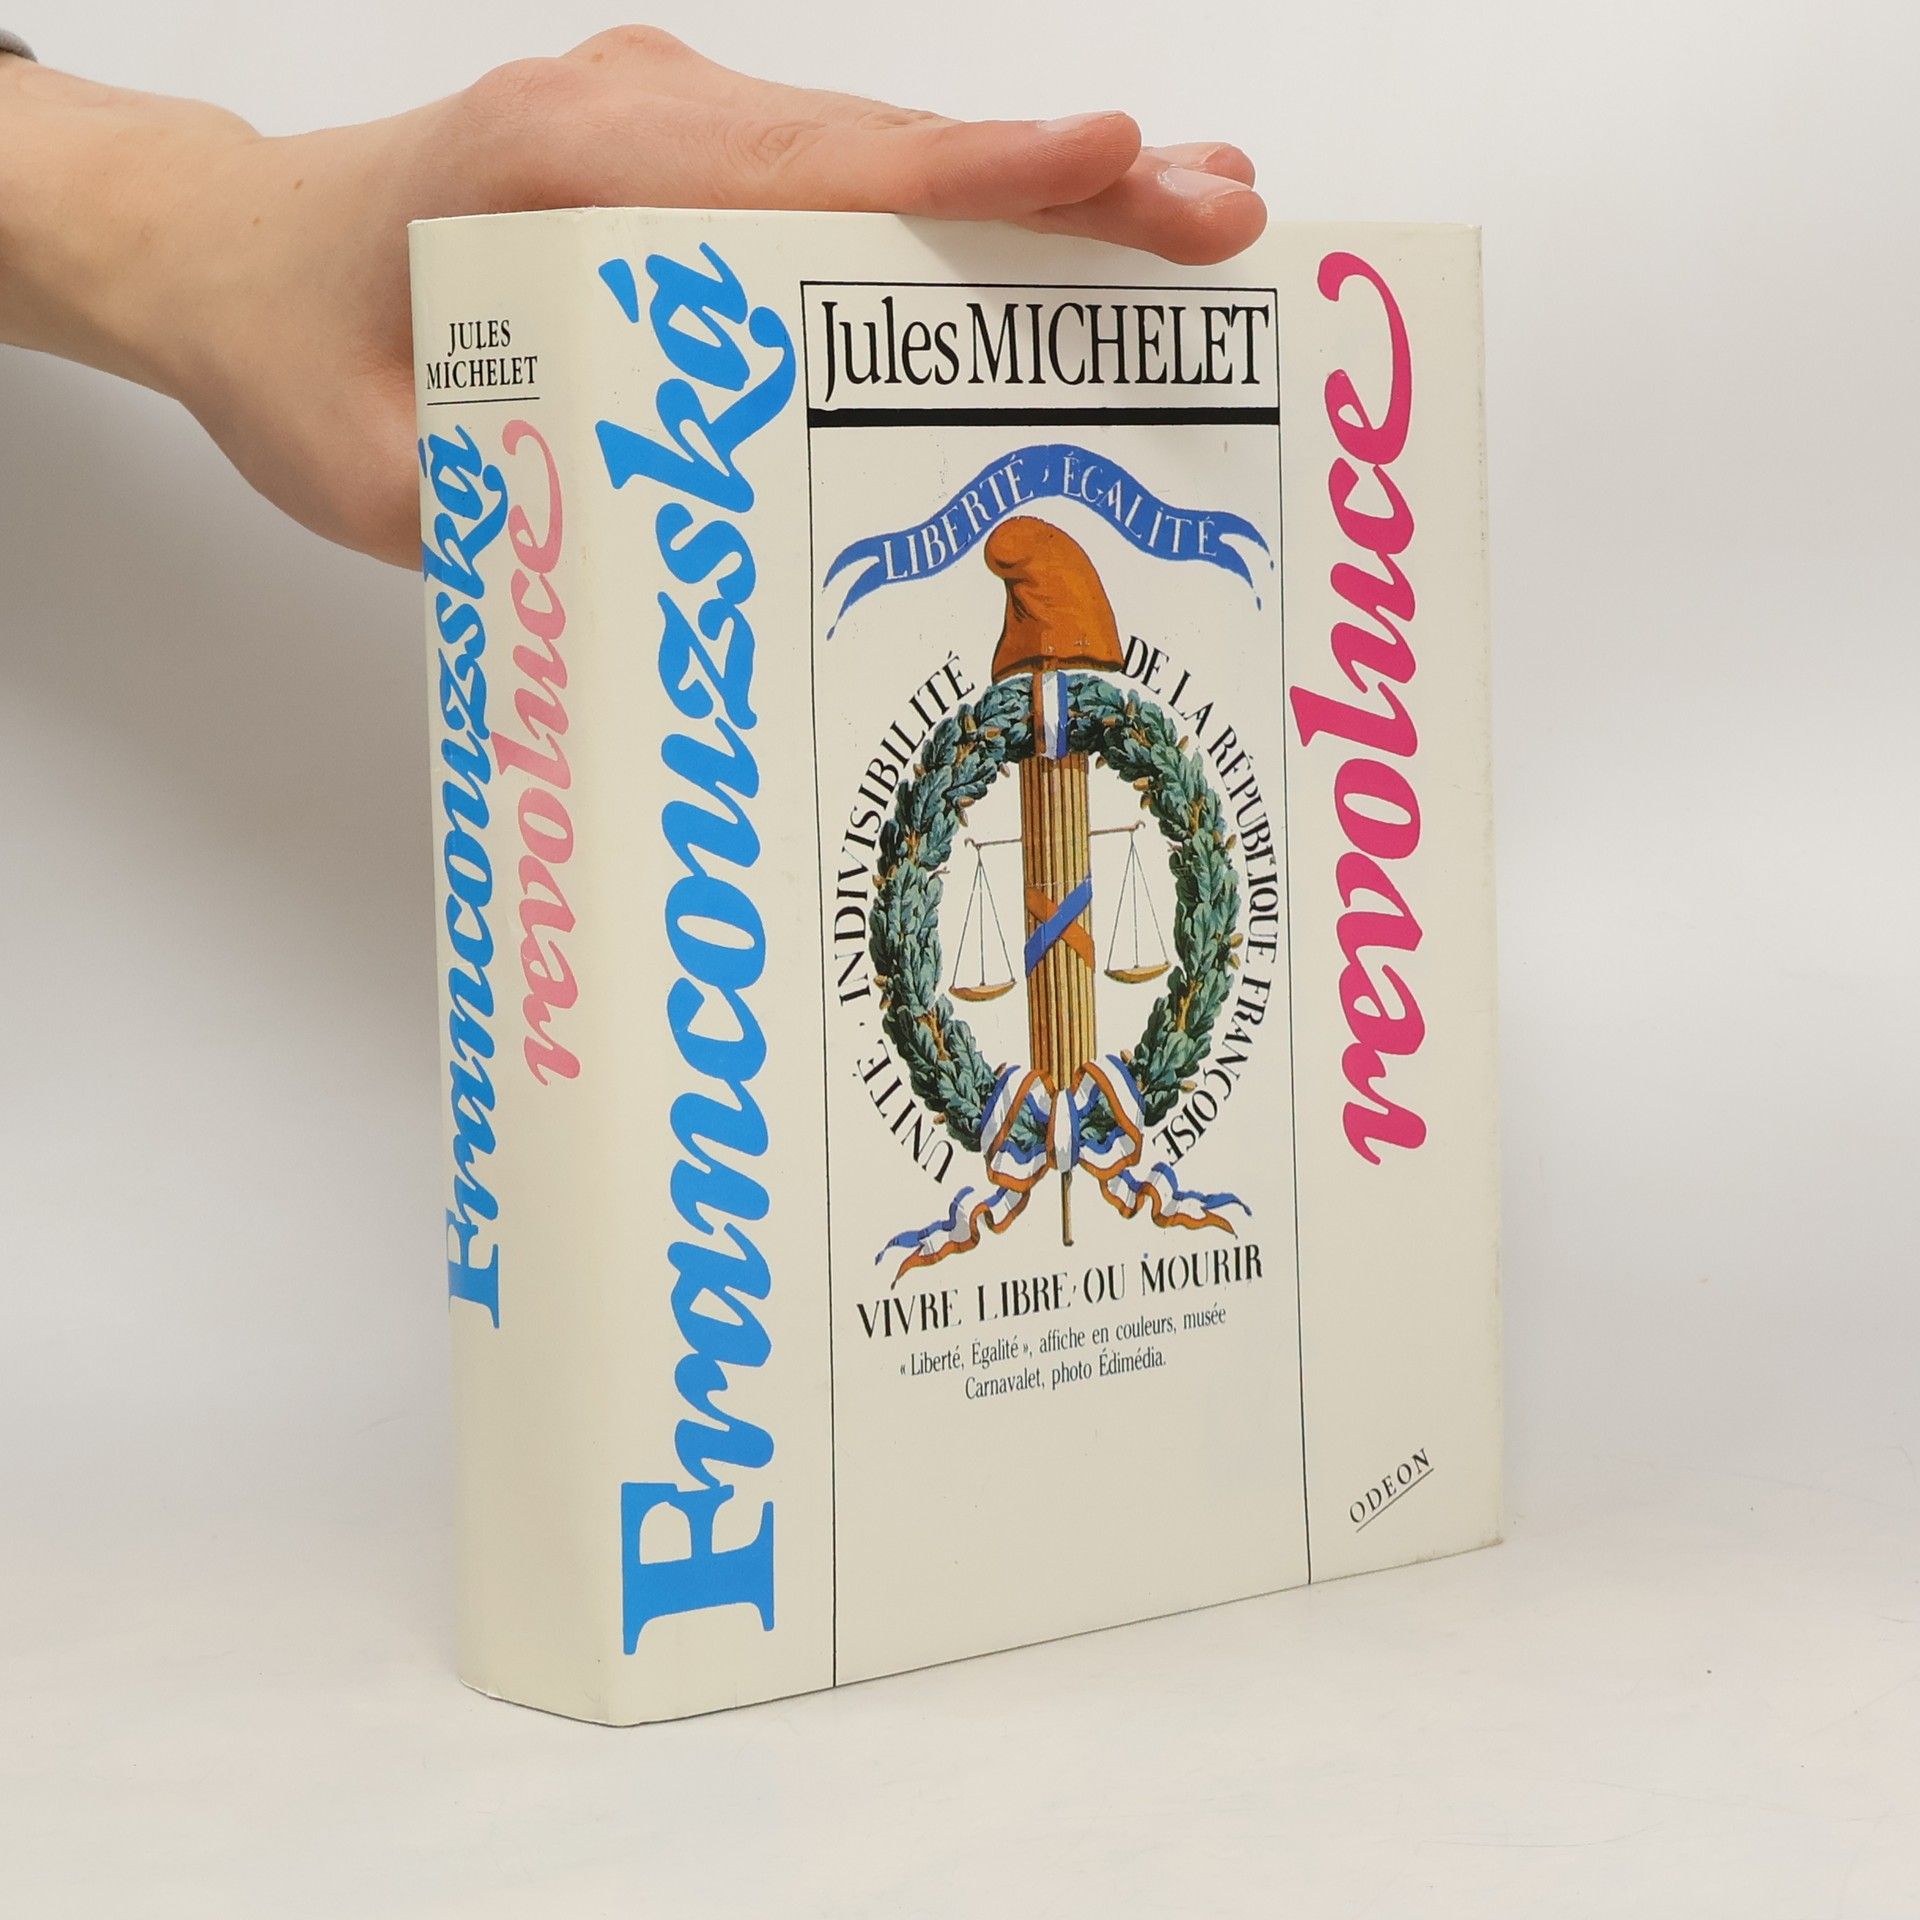 JULES
MICHELET
Francouzská
revoluce
Francouzská
Jules MICHELET
LIBERTÉ, ÉGALITÉ
UNITÉ · INDIVISIBILITÉ
DE LA RÉPUBLIQUE FRANÇOISE
VIVRE LIBRE, OU MOURIR
« Liberté, Égalité », affiche en couleurs, musée
Carnavalet, photo Édimédia.
revoluce
ODEON